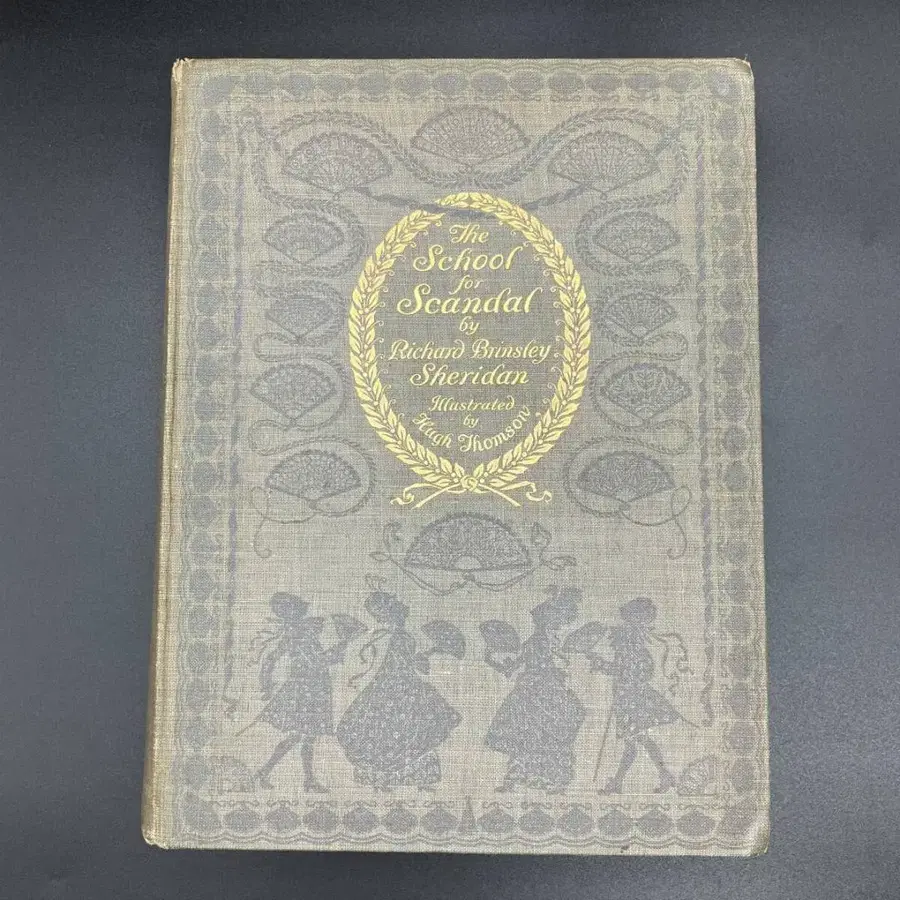 The
School
for
Scandal
by
Richard Brinsley
Sheridan
Illustrated
by
Hugh Thomson